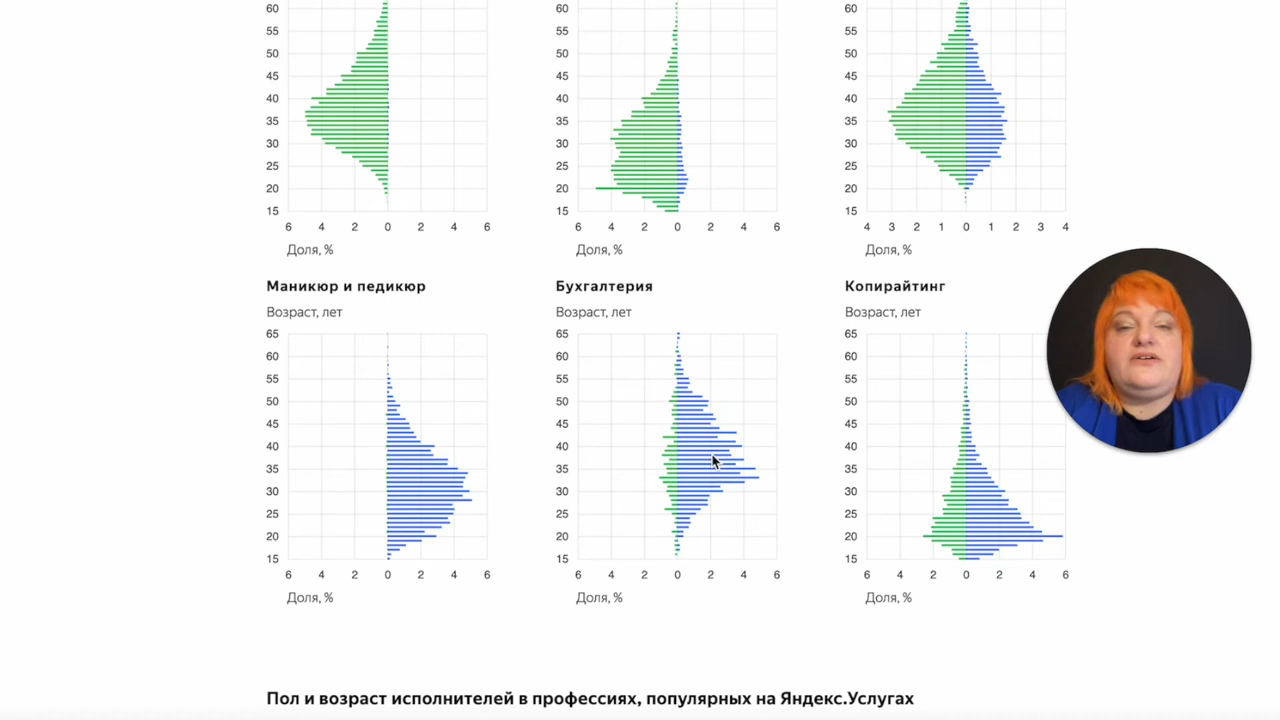 60 60 60
55 55 55
50 50 50
45 45 45
40 40 40
35 35 35
30 30 30
25 25 25
20 20 20
15 15 15
6 4 2 0 2 4 6 6 4 2 0 2 4 6 4 3 2 1 0 1 2 3 4
Доля, % Доля, % Доля, %
Маникюр и педикюр Бухгалтерия Копирайтинг
Возраст, лет Возраст, лет Возраст, лет
65 65 65
60 60 60
55 55 55
50 50 50
45 45 45
40 40 40
35 35 35
30 30 30
25 25 25
20 20 20
15 15 15
6 4 2 0 2 4 6 6 4 2 0 2 4 6 6 4 2 0 2 4 6
Доля, % Доля, % Доля, %
Пол и возраст исполнителей в профессиях, популярных на Яндекс.Услугах